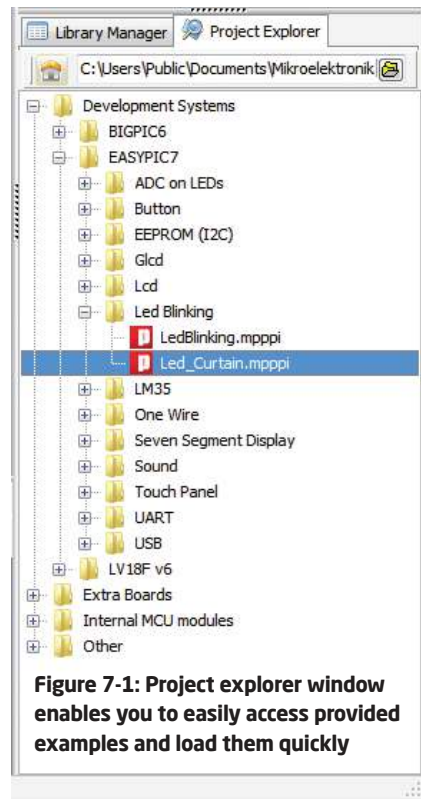 Library Manager Project Explorer
C:\Users\Public\Documents\Mikroelektronik
Development Systems
BIGPIC6
EASYPIC7
ADC on LEDs
Button
EEPROM (I2C)
Glcd
Lcd
Led Blinking
LedBlinking.mpppi
Led_Curtain.mpppi
LM35
One Wire
Seven Segment Display
Sound
Touch Panel
UART
USB
LV18F v6
Extra Boards
Internal MCU modules
Other
Figure 7-1: Project explorer window
enables you to easily access provided
examples and load them quickly